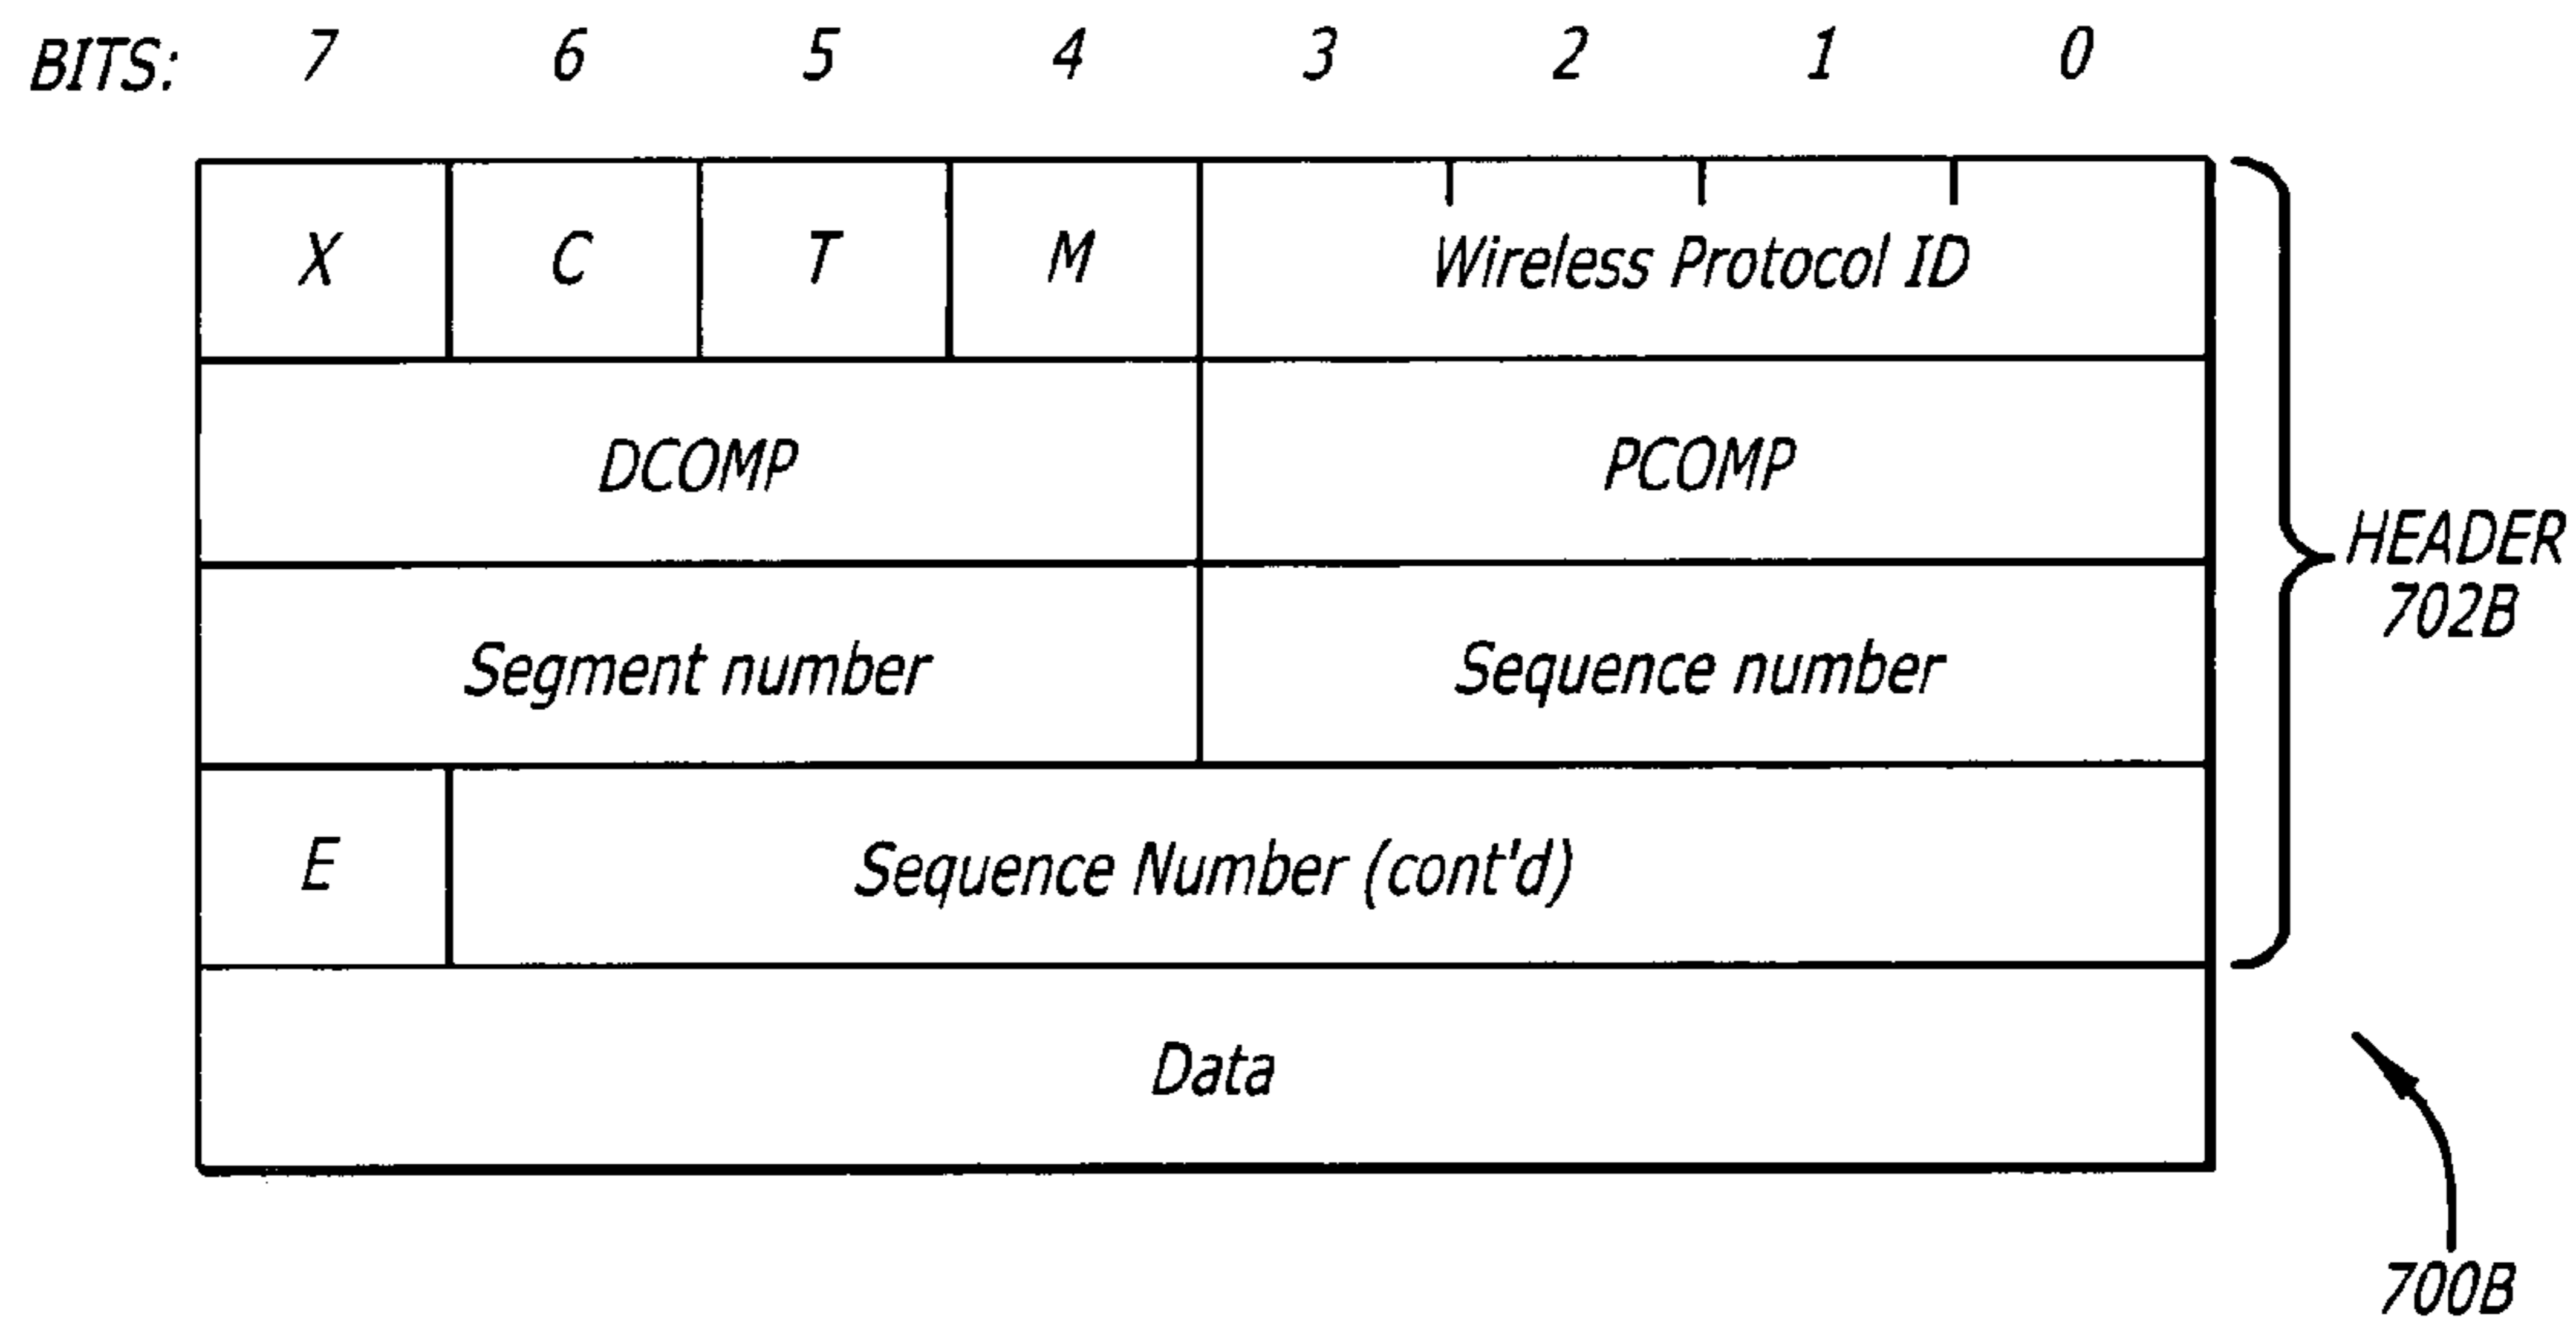 BITS: 7 6 5 4 3 2 1 0
X C T M Wireless Protocol ID
DCOMP PCOMP
Segment number Sequence number
E Sequence Number (cont'd)
Data
HEADER
702B
700B